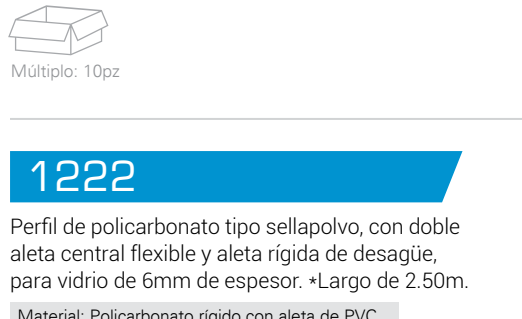 Múltiplo: 10pz
1222
Perfil de policarbonato tipo sellapolvo, con doble
aleta central flexible y aleta rígida de desagüe,
para vidrio de 6mm de espesor. *Largo de 2.50m.
Material: Policarbonato rígido con aleta de PVC